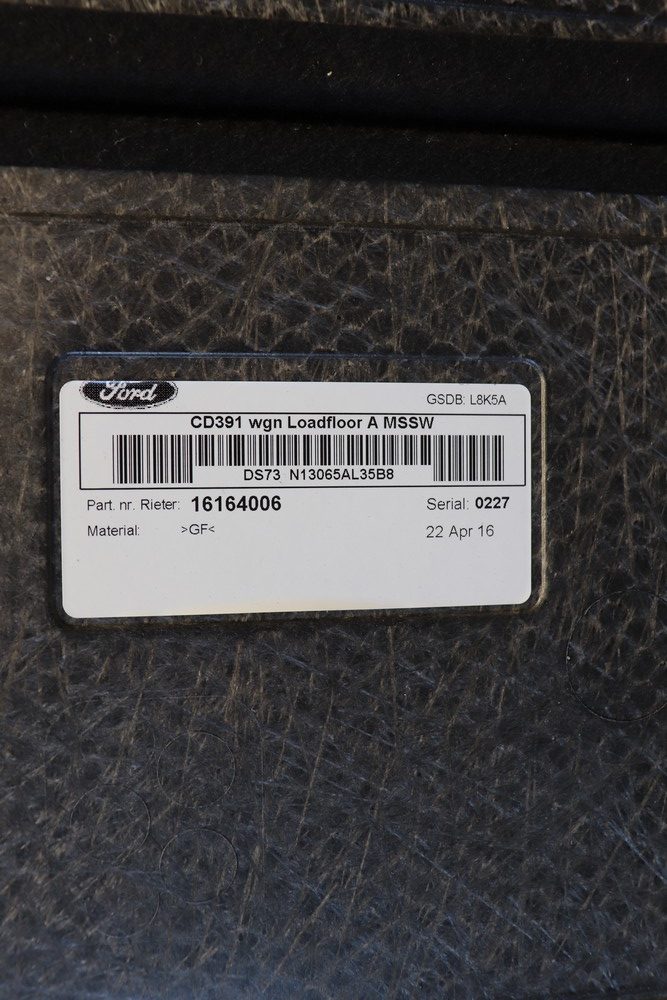 Ford
GSDB: L8K5A
CD391 wgn Loadfloor A MSSW
DS73 N13065AL35B8
Part. nr. Rieter: 16164006
Serial: 0227
Material: >GF<
22 Apr 16